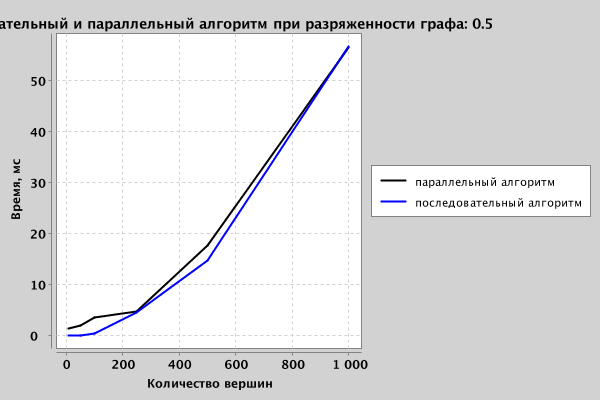 и параллельный алгоритм при разряженности графа: 0.5
Время, мс
50
40
30
20
10
0
0 200 400 600 800 1 000
Количество вершин
параллельный алгоритм
последовательный алгоритм